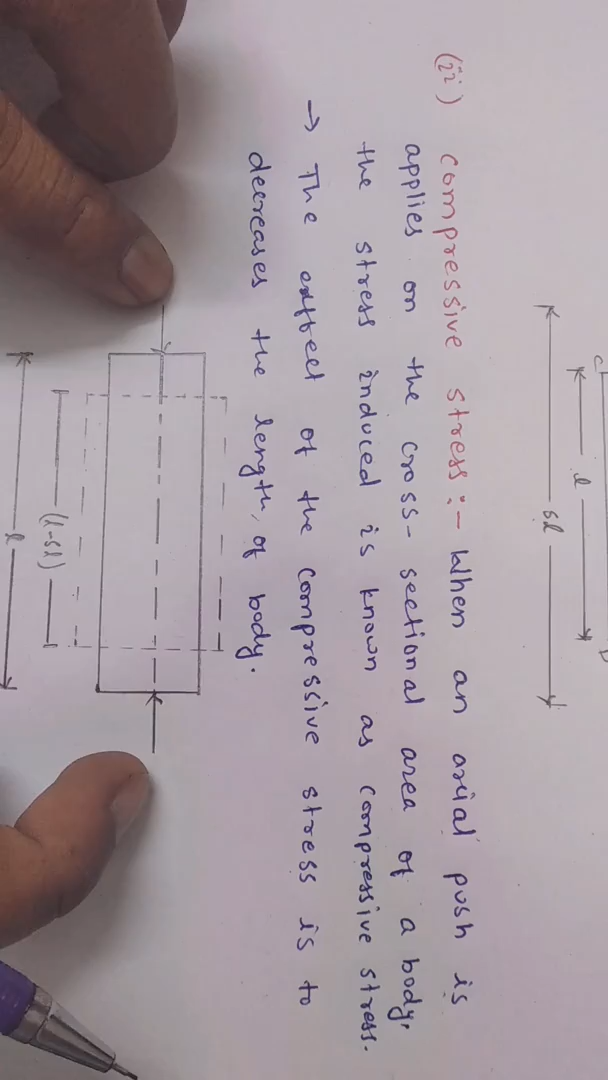 l
δl
(ii) Compressive stress:- When an axial push is
applies on the cross-sectional area of a body,
the stress induced is known as compressive stress.
→ The effect of the compressive stress is to
decreases the length, of body.
(l-δl)
l